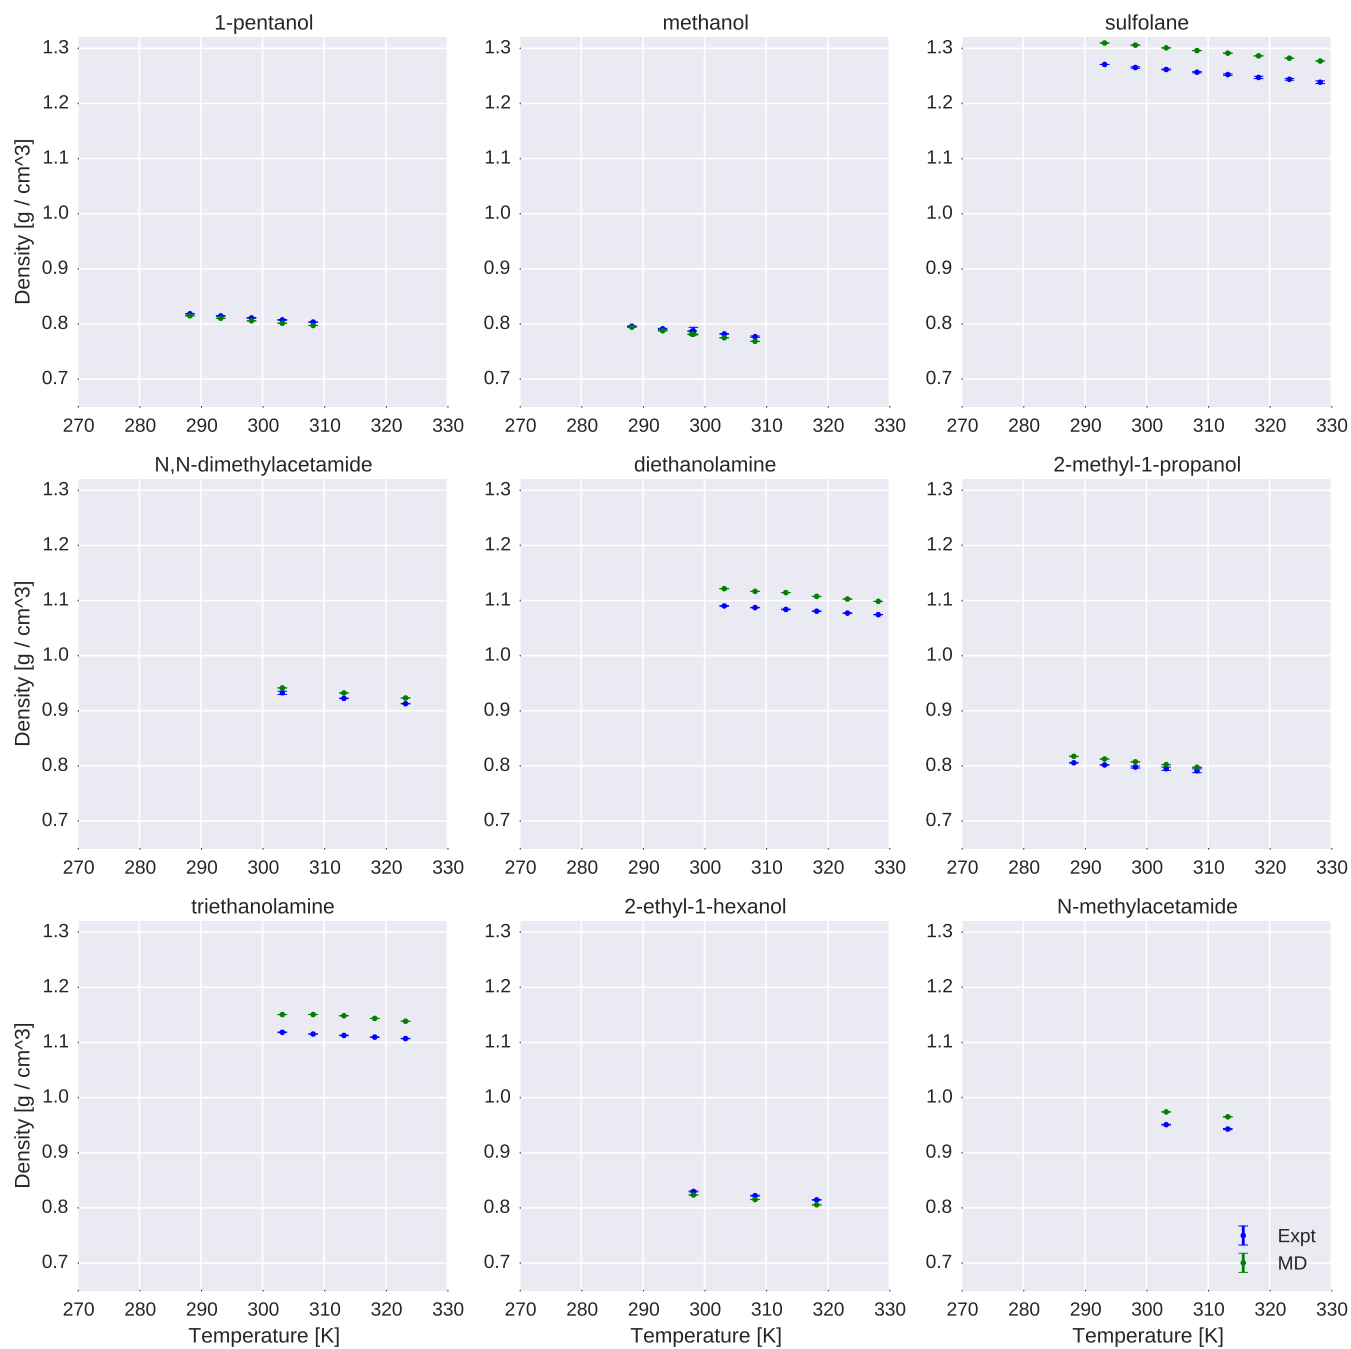 1-pentanol
methanol
sulfolane
Density [g / cm^3]
1.3
1.2
1.1
1.0
0.9
0.8
0.7
270 280 290 300 310 320 330
1.3
1.2
1.1
1.0
0.9
0.8
0.7
270 280 290 300 310 320 330
1.3
1.2
1.1
1.0
0.9
0.8
0.7
270 280 290 300 310 320 330
N,N-dimethylacetamide
diethanolamine
2-methyl-1-propanol
Density [g / cm^3]
1.3
1.2
1.1
1.0
0.9
0.8
0.7
270 280 290 300 310 320 330
1.3
1.2
1.1
1.0
0.9
0.8
0.7
270 280 290 300 310 320 330
1.3
1.2
1.1
1.0
0.9
0.8
0.7
270 280 290 300 310 320 330
triethanolamine
2-ethyl-1-hexanol
N-methylacetamide
Density [g / cm^3]
1.3
1.2
1.1
1.0
0.9
0.8
0.7
270 280 290 300 310 320 330
Temperature [K]
1.3
1.2
1.1
1.0
0.9
0.8
0.7
270 280 290 300 310 320 330
Temperature [K]
1.3
1.2
1.1
1.0
0.9
0.8
0.7
Expt
MD
270 280 290 300 310 320 330
Temperature [K]